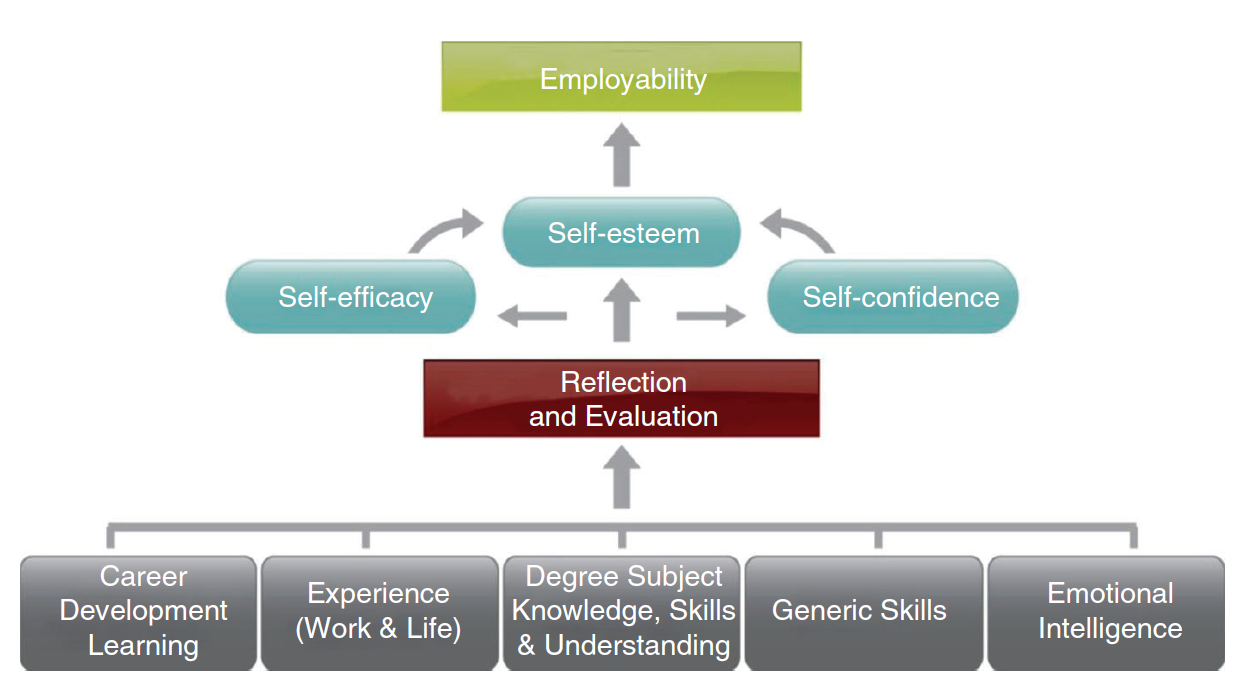 Employability
Self-esteem
Self-efficacy
Self-confidence
Reflection
and Evaluation
Career
Development
Learning
Experience
(Work & Life)
Degree Subject
Knowledge, Skills
& Understanding
Generic Skills
Emotional
Intelligence